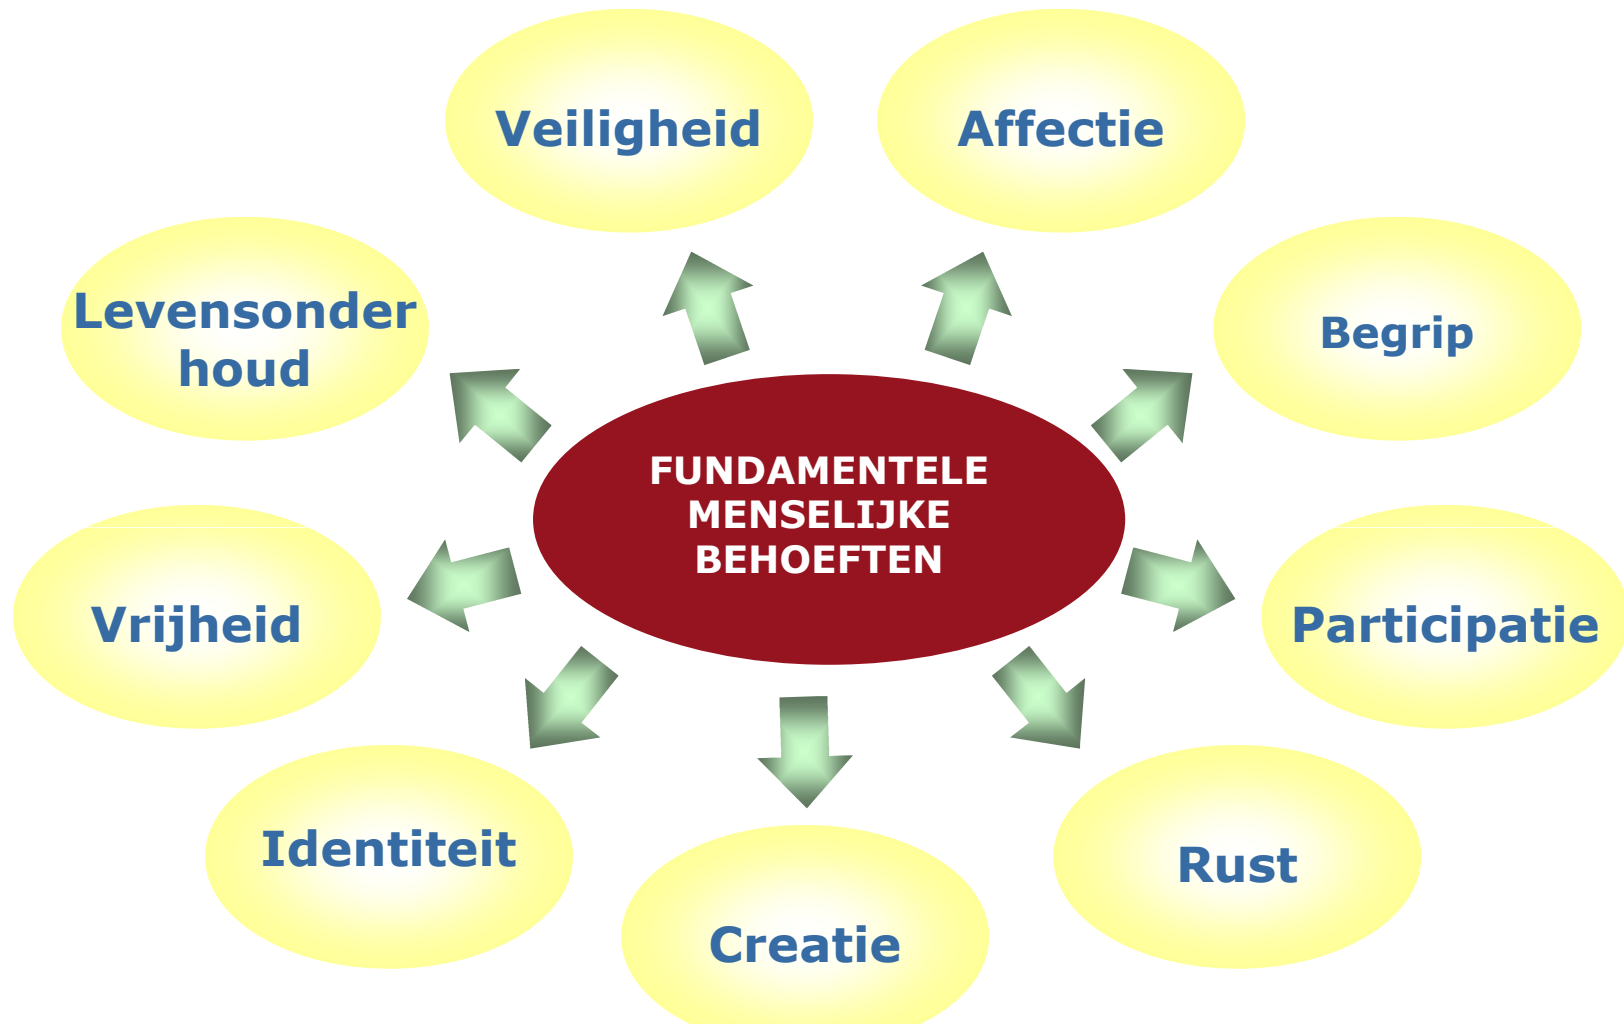 Veiligheid
Affectie
Levensonder
houd
Begrip
FUNDAMENTELE
MENSELIJKE
BEHOEFTEN
Vrijheid
Participatie
Identiteit
Rust
Creatie